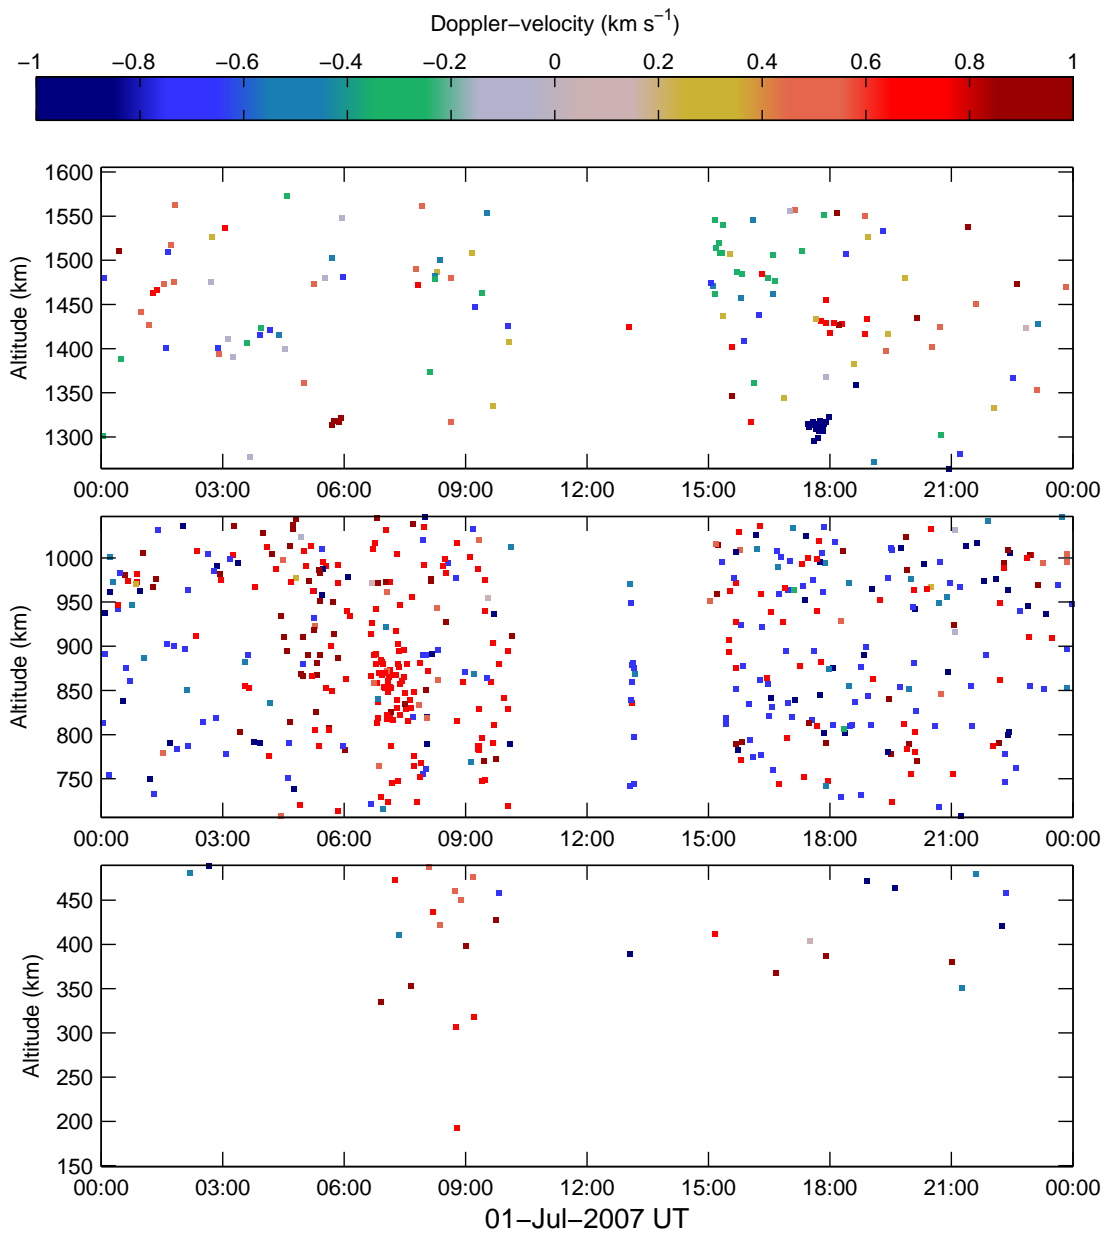 Doppler−velocity (km s−1)
−1 −0.8 −0.6 −0.4 −0.2 0 0.2 0.4 0.6 0.8 1
1600
1550
1500
1450
1400
1350
1300
Altitude (km)
00:00 03:00 06:00 09:00 12:00 15:00 18:00 21:00 00:00
1000
950
900
850
800
750
Altitude (km)
00:00 03:00 06:00 09:00 12:00 15:00 18:00 21:00 00:00
450
400
350
300
250
200
150
Altitude (km)
00:00 03:00 06:00 09:00 12:00 15:00 18:00 21:00 00:00
01−Jul−2007 UT